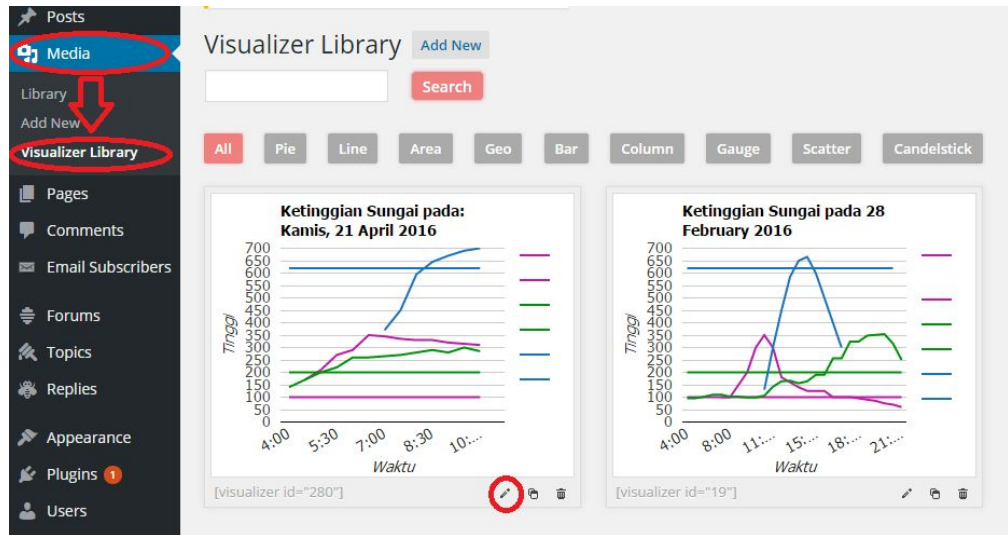 Posts
Media
Library
Add New
Visualizer Library
Pages
Comments
Email Subscribers
Forums
Topics
Replies
Appearance
Plugins 1
Users
Visualizer Library Add New
Search
All Pie Line Area Geo Bar Column Gauge Scatter Candelstick
Ketinggian Sungai pada:
Kamis, 21 April 2016
700
650
600
550
500
450
400
350
300
250
200
150
100
50
0
Tinggi
4:00 5:30 7:00 8:30 10:...
Waktu
[visualizer id="280"]
Ketinggian Sungai pada 28
February 2016
700
650
600
550
500
450
400
350
300
250
200
150
100
50
0
Tinggi
4:00 8:00 11:... 15:... 18:... 21:...
Waktu
[visualizer id="19"]